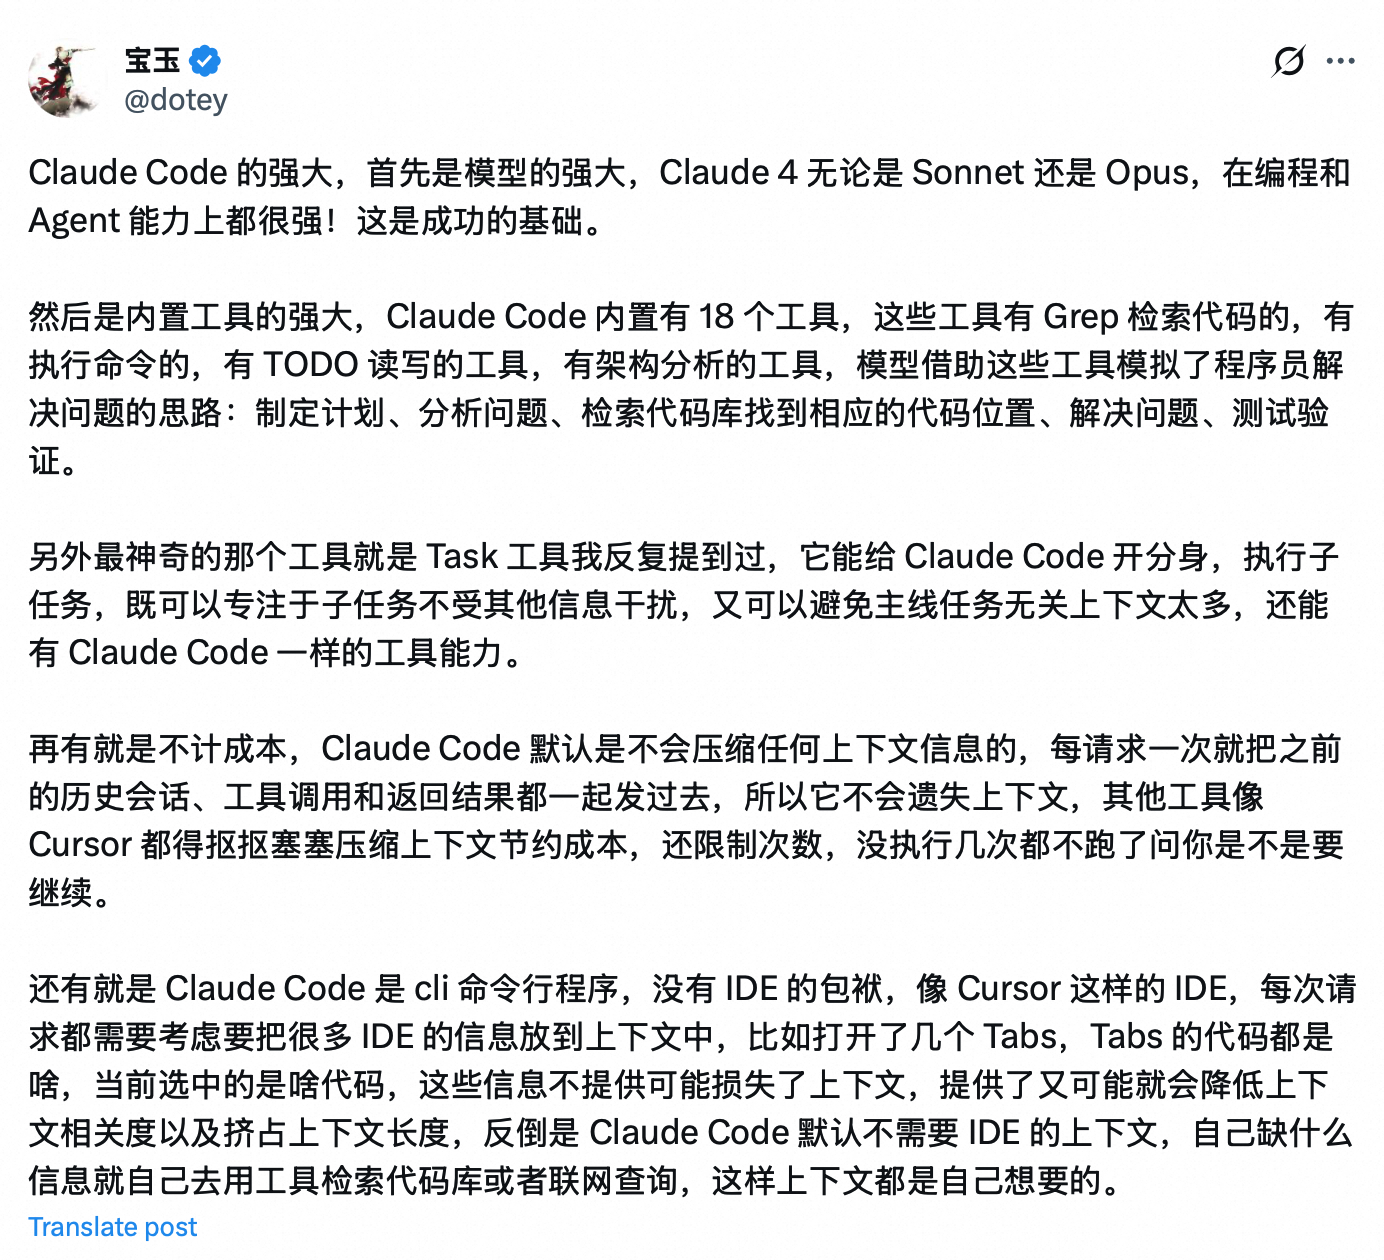 宝玉
@dotey
Claude Code 的强大，首先是模型的强大，Claude 4 无论是 Sonnet 还是 Opus，在编程和
Agent 能力上都很强！这是成功的基础。
然后是内置工具的强大，Claude Code 内置有 18 个工具，这些工具有 Grep 检索代码的，有
执行命令的，有 TODO 读写的工具，有架构分析的工具，模型借助这些工具模拟了程序员解
决问题的思路：制定计划、分析问题、检索代码库找到相应的代码位置、解决问题、测试验
证。
另外最神奇的那个工具就是 Task 工具我反复提到过，它能给 Claude Code 开分身，执行子
任务，既可以专注于子任务不受其他信息干扰，又可以避免主线任务无关上下文太多，还能
有 Claude Code 一样的工具能力。
再有就是不计成本，Claude Code 默认是不会压缩任何上下文信息的，每请求一次就把之前
的历史会话、工具调用和返回结果都一起发过去，所以它不会遗失上下文，其他工具像
Cursor 都得抠抠塞塞压缩上下文节约成本，还限制次数，没执行几次都不跑了问你是不是要
继续。
还有就是 Claude Code 是 cli 命令行程序，没有 IDE 的包袱，像 Cursor 这样的 IDE，每次请
求都需要考虑要把很多 IDE 的信息放到上下文中，比如打开了几个 Tabs，Tabs 的代码都是
啥，当前选中的是啥代码，这些信息不提供可能损失了上下文，提供了又可能就会降低上下
文相关度以及挤占上下文长度，反倒是 Claude Code 默认不需要 IDE 的上下文，自己缺什么
信息就自己去用工具检索代码库或者联网查询，这样上下文都是自己想要的。
Translate post